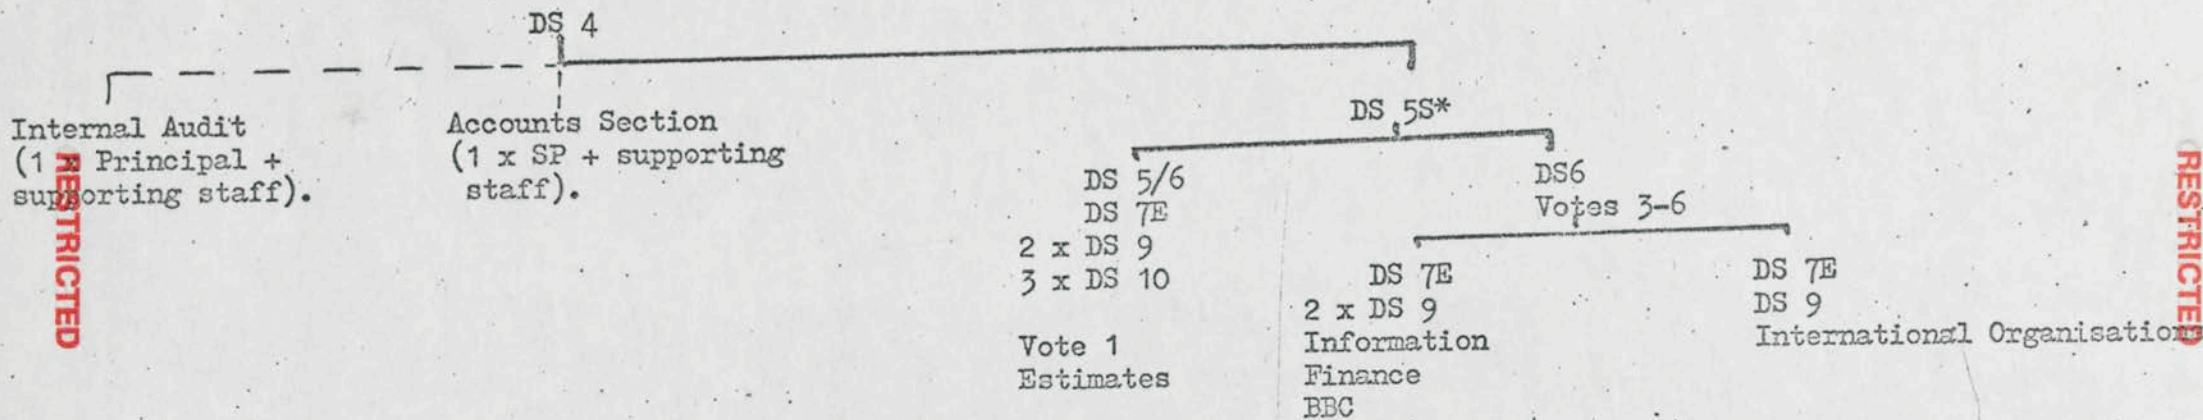 DS 4
Internal Audit
(1 x Principal +
supporting staff).
RESTRICTED
Accounts Section
(1 x SP + supporting
staff).
DS 5S*
DS 5/6
DS 7E
2 x DS 9
3 x DS 10
Vote 1
Estimates
DS6
Votes 3-6
DS 7E
2 x DS 9
Information
Finance
BBC
DS 7E
DS 9
International Organisations
RESTRICTED